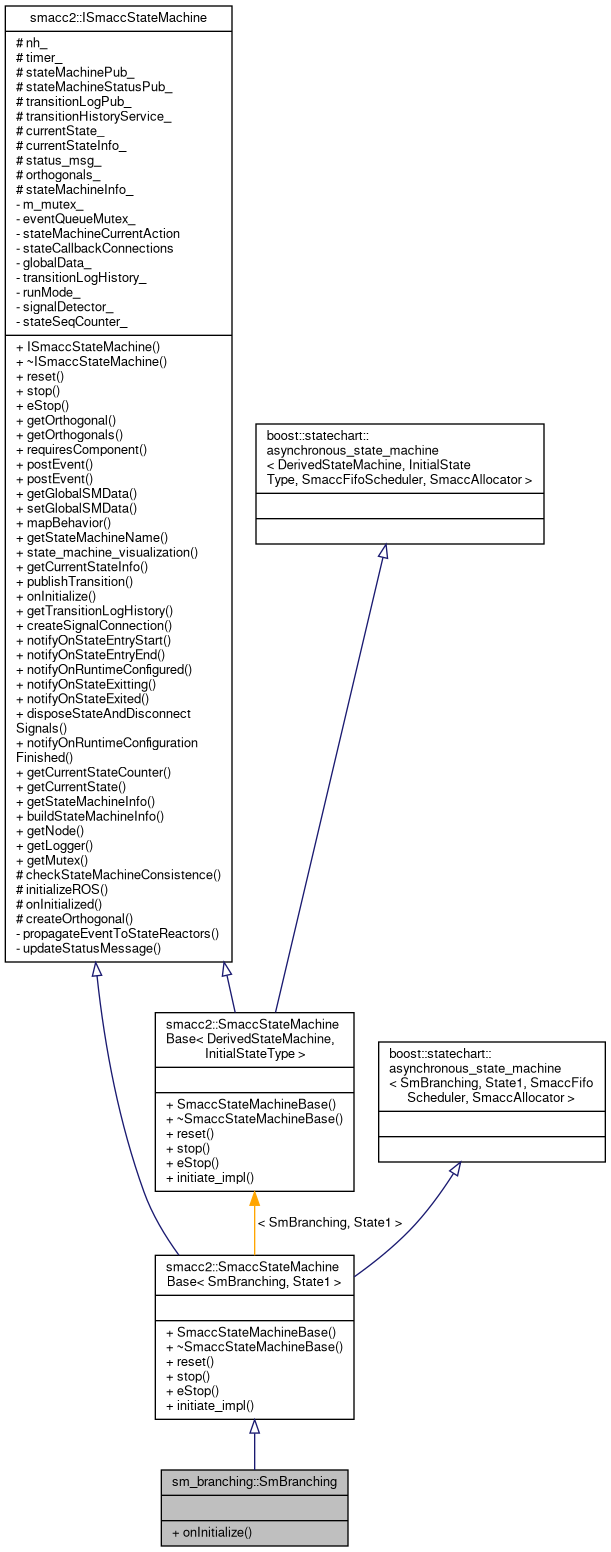 smacc2::ISmaccStateMachine
# nh_
# timer_
# stateMachinePub_
# stateMachineStatusPub_
# transitionLogPub_
# transitionHistoryService_
# currentState_
# currentStateInfo_
# status_msg_
# orthogonals_
# stateMachineInfo_
- m_mutex_
- eventQueueMutex_
- stateMachineCurrentAction
- stateCallbackConnections
- globalData_
- transitionLogHistory_
- runMode_
- signalDetector_
- stateSeqCounter_
+ ISmaccStateMachine()
+ ~ISmaccStateMachine()
+ reset()
+ stop()
+ eStop()
+ getOrthogonal()
+ getOrthogonals()
+ requiresComponent()
+ postEvent()
+ postEvent()
+ getGlobalSMData()
+ setGlobalSMData()
+ mapBehavior()
+ getStateMachineName()
+ state_machine_visualization()
+ getCurrentStateInfo()
+ publishTransition()
+ onInitialize()
+ getTransitionLogHistory()
+ createSignalConnection()
+ notifyOnStateEntryStart()
+ notifyOnStateEntryEnd()
+ notifyOnRuntimeConfigured()
+ notifyOnStateExitting()
+ notifyOnStateExited()
+ disposeStateAndDisconnect
Signals()
+ notifyOnRuntimeConfiguration
Finished()
+ getCurrentStateCounter()
+ getCurrentState()
+ getStateMachineInfo()
+ buildStateMachineInfo()
+ getNode()
+ getLogger()
+ getMutex()
# checkStateMachineConsistence()
# initializeROS()
# onInitialized()
# createOrthogonal()
- propagateEventToStateReactors()
- updateStatusMessage()
boost::statechart::
asynchronous_state_machine
< DerivedStateMachine, InitialState
Type, SmaccFifoScheduler, SmaccAllocator >
smacc2::SmaccStateMachine
Base< DerivedStateMachine,
InitialStateType >
+ SmaccStateMachineBase()
+ ~SmaccStateMachineBase()
+ reset()
+ stop()
+ eStop()
+ initiate_impl()
boost::statechart::
asynchronous_state_machine
< SmBranching, State1, SmaccFifo
Scheduler, SmaccAllocator >
< SmBranching, State1 >
smacc2::SmaccStateMachine
Base< SmBranching, State1 >
+ SmaccStateMachineBase()
+ ~SmaccStateMachineBase()
+ reset()
+ stop()
+ eStop()
+ initiate_impl()
sm_branching::SmBranching
+ onInitialize()